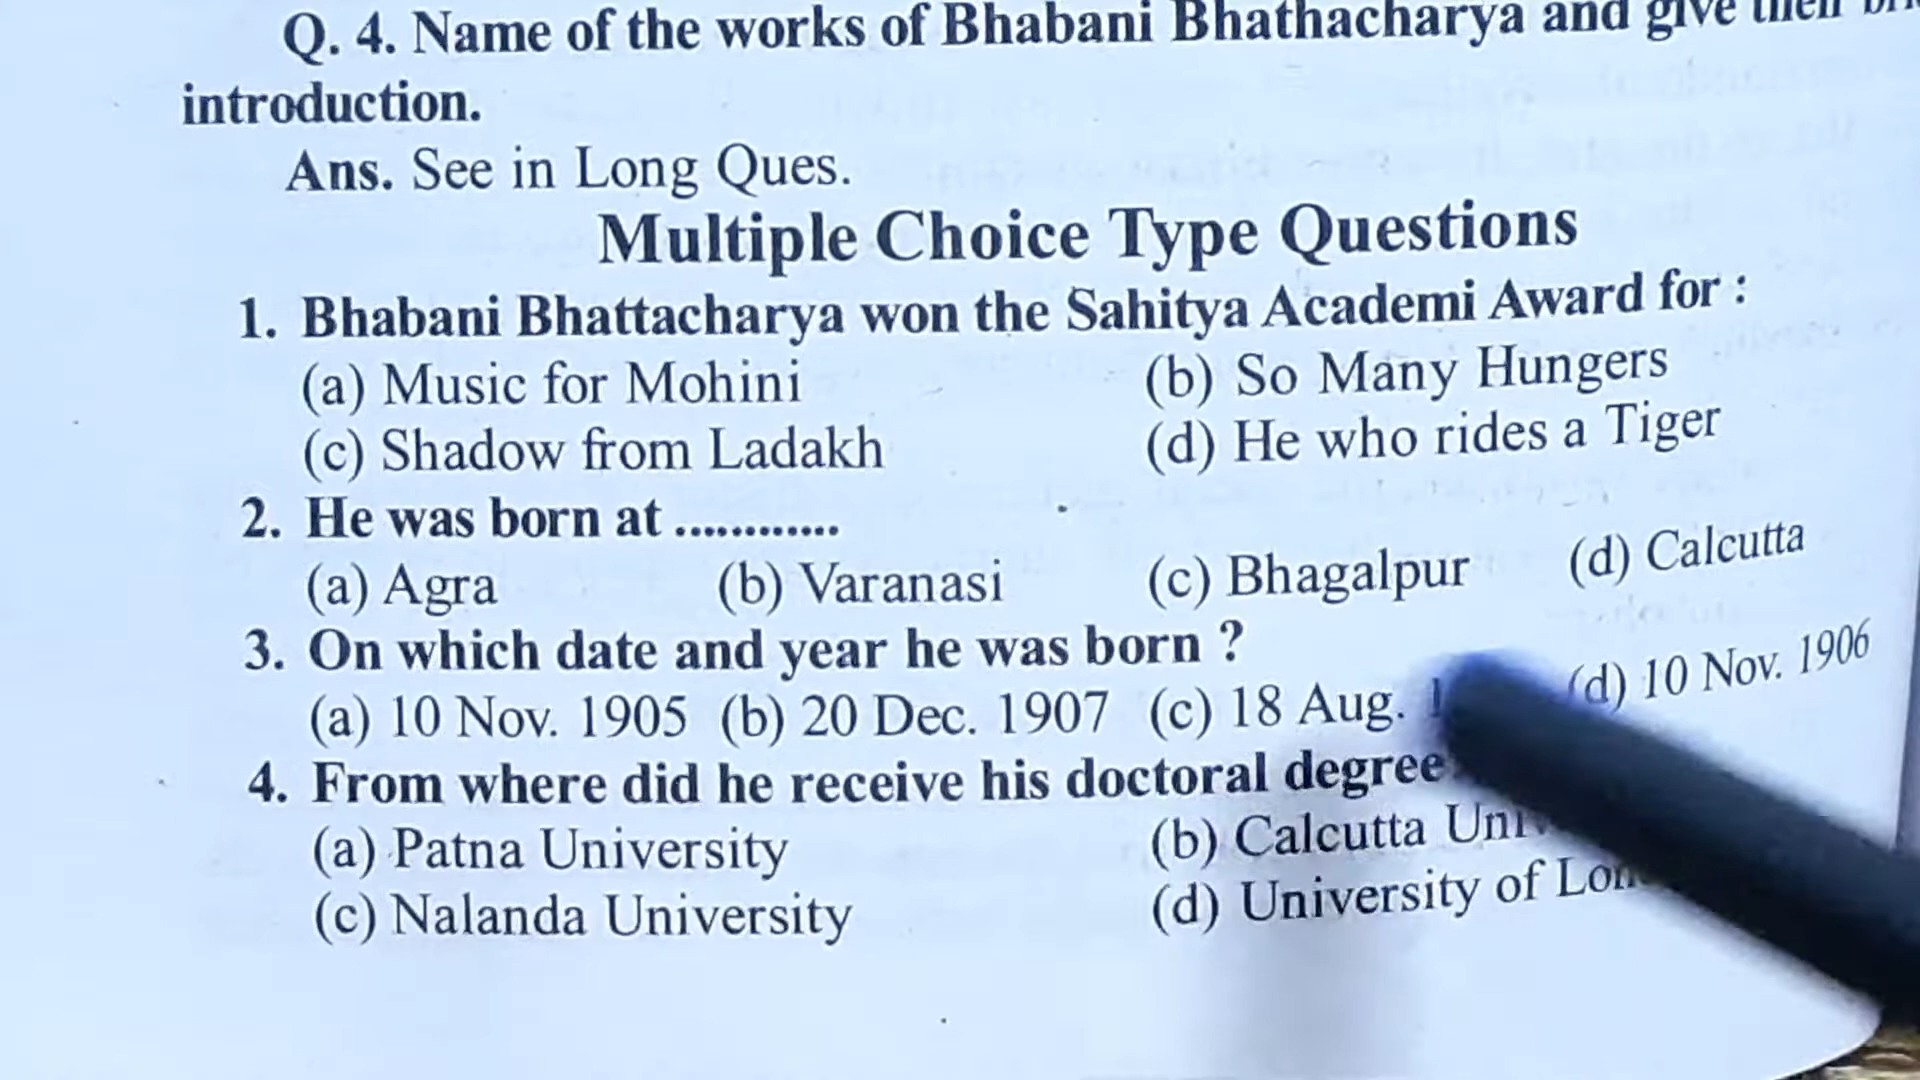 Q. 4. Name of the works of Bhabani Bhathacharya and give their
introduction.
Ans. See in Long Ques.
Multiple Choice Type Questions
1. Bhabani Bhattacharya won the Sahitya Academi Award for :
(a) Music for Mohini (b) So Many Hungers
(c) Shadow from Ladakh (d) He who rides a Tiger
2. He was born at ............
(a) Agra (b) Varanasi (c) Bhagalpur (d) Calcutta
3. On which date and year he was born ?
(a) 10 Nov. 1905 (b) 20 Dec. 1907 (c) 18 Aug. (d) 10 Nov. 1906
4. From where did he receive his doctoral degree
(a) Patna University (b) Calcutta
(c) Nalanda University (d) University of